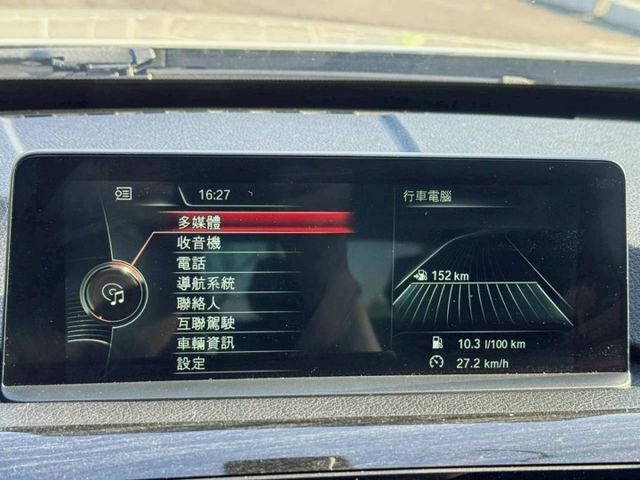 16:27
多媒體
收音機
電話
導航系統
聯絡人
互聯駕駛
車輛資訊
設定
行車電腦
152 km
10.3 l/100 km
27.2 km/h